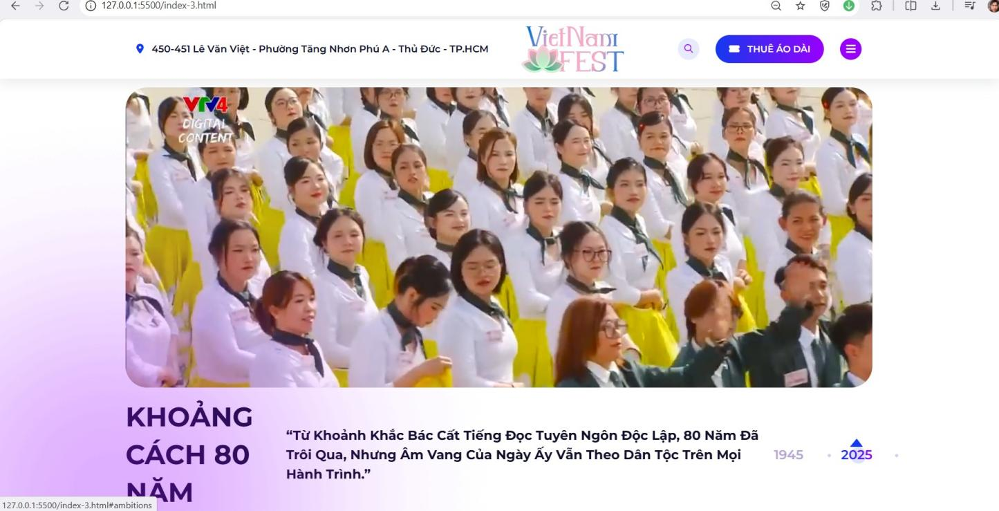 127.0.0.1:5500/index-3.html
450-451 Lê Văn Việt - Phường Tăng Nhơn Phú A - Thủ Đức - TP.HCM
VietNam
FEST
THUÊ ÁO DÀI
VTV4
DIGITAL
CONTENT
KHOẢNG
CÁCH 80
NĂM
“Từ Khoảnh Khắc Bác Cất Tiếng Đọc Tuyên Ngôn Độc Lập, 80 Năm Đã
Trôi Qua, Nhưng Âm Vang Của Ngày Ấy Vẫn Theo Dân Tộc Trên Mọi
Hành Trình.”
1945
2025
127.0.0.1:5500/index-3.html#ambitions